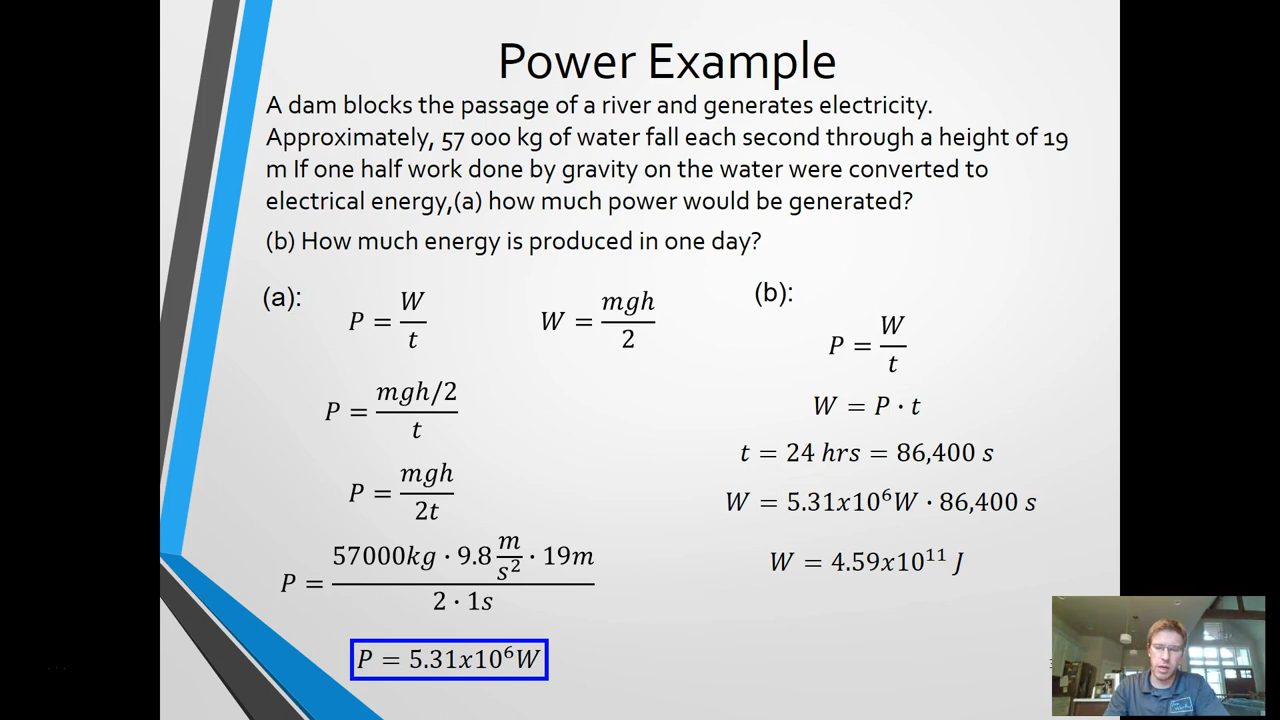 Power Example
A dam blocks the passage of a river and generates electricity.
Approximately, 57 000 kg of water fall each second through a height of 19
m If one half work done by gravity on the water were converted to
electrical energy,(a) how much power would be generated?
(b) How much energy is produced in one day?
(a):
P = W/t
W = mgh/2
P = (mgh/2)/t
P = mgh/2t
P = (57000kg · 9.8 m/s² · 19m)/(2 · 1s)
P = 5.31x10⁶W
(b):
P = W/t
W = P · t
t = 24 hrs = 86,400 s
W = 5.31x10⁶W · 86,400 s
W = 4.59x10¹¹ J